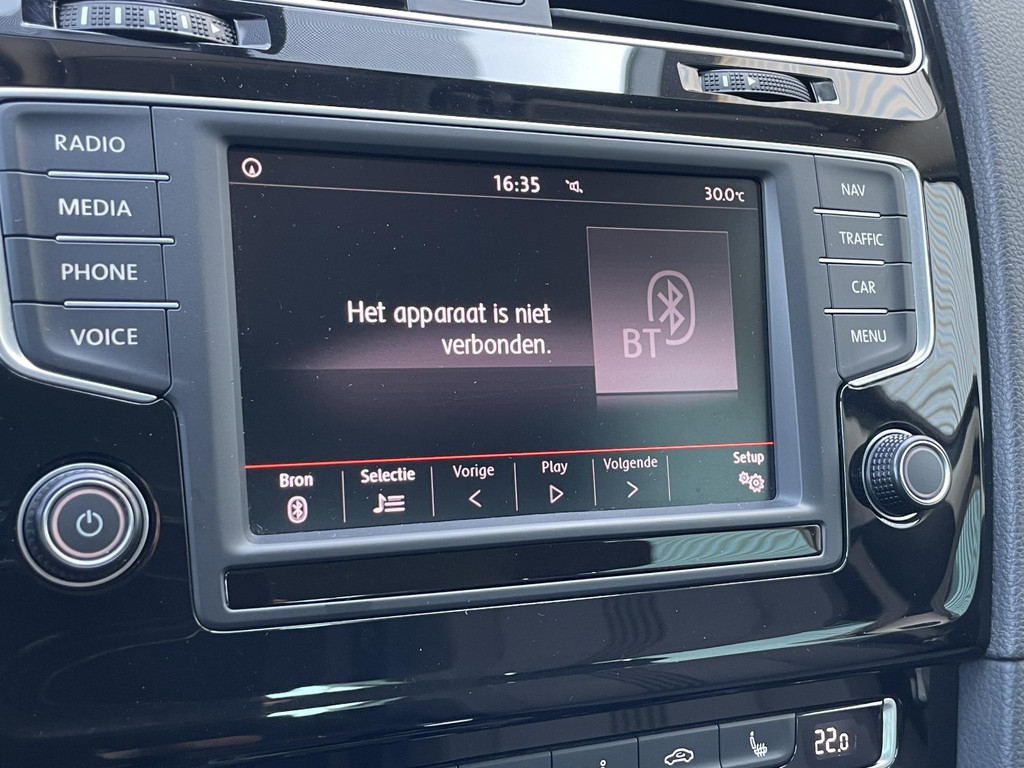 RADIO
MEDIA
PHONE
VOICE
16:35
30.0°C
Het apparaat is niet
verbonden.
BT
Bron
Selectie
Vorige
Play
Volgende
Setup
NAV
TRAFFIC
CAR
MENU
22.0